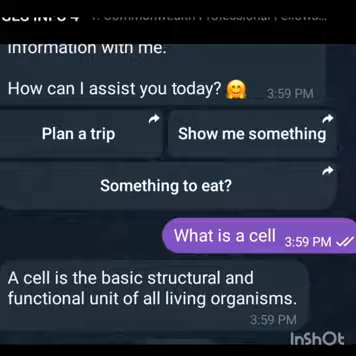 information with me.
How can I assist you today? 🤗
3:59 PM
Plan a trip
Show me something
Something to eat?
What is a cell
3:59 PM
A cell is the basic structural and
functional unit of all living organisms.
3:59 PM
InShOt